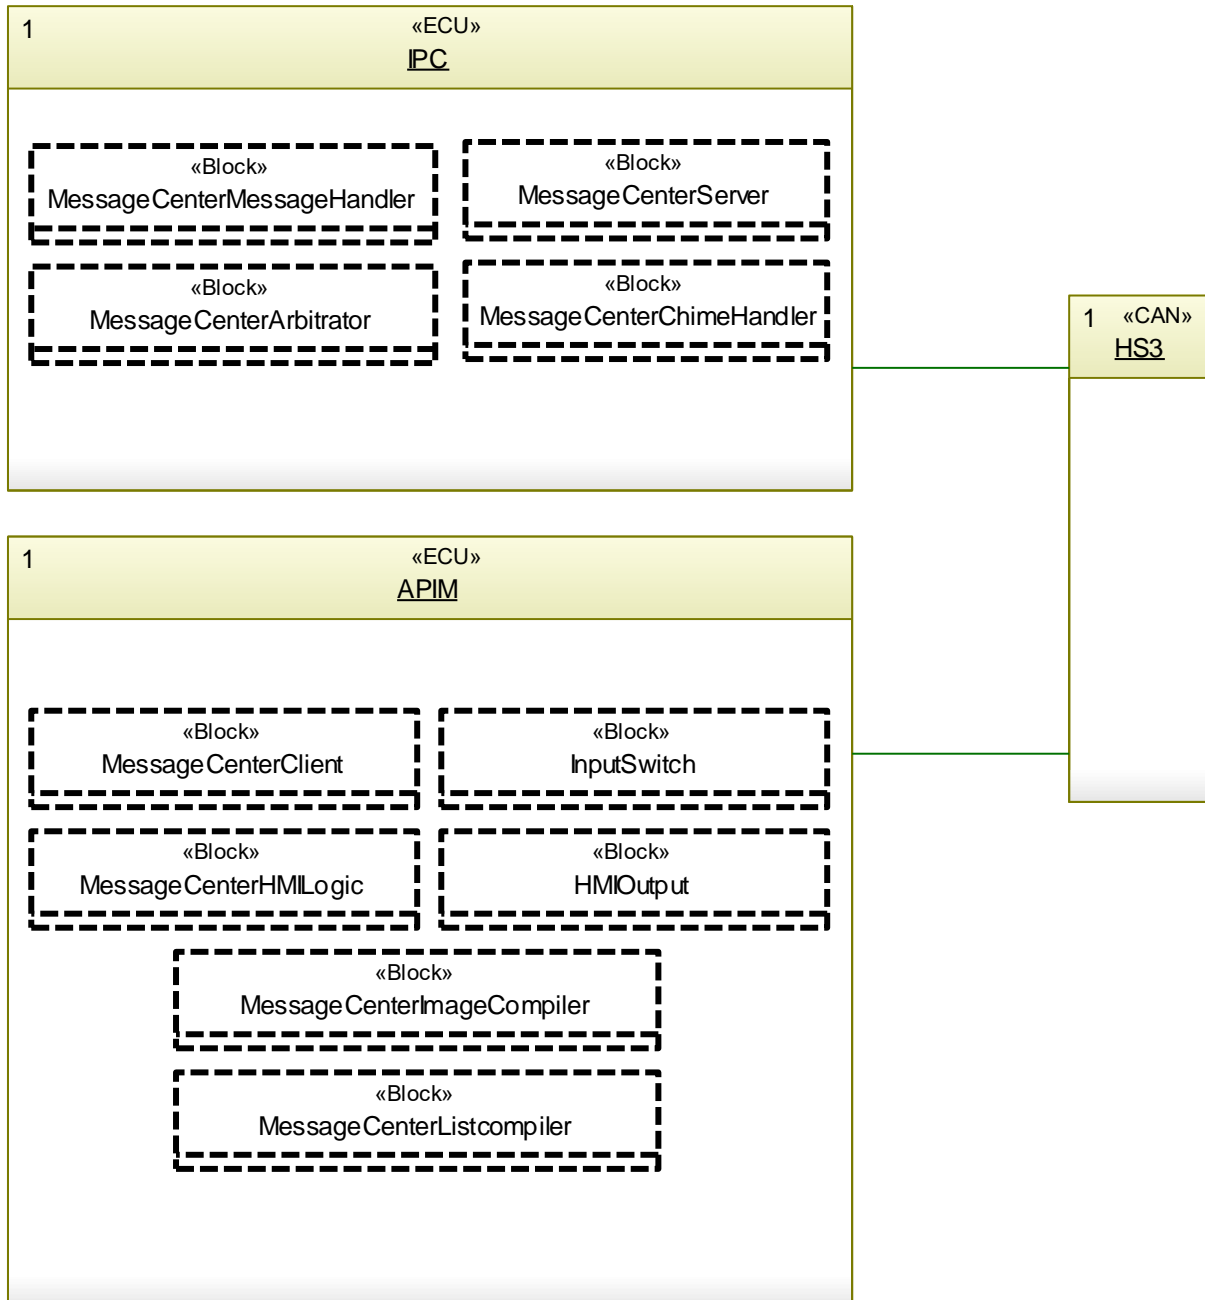 1
«ECU»
IPC
«Block»
MessageCenterMessageHandler
«Block»
MessageCenterServer
«Block»
MessageCenterArbitrator
«Block»
MessageCenterChimeHandler
1 «CAN»
HS3
1
«ECU»
APIM
«Block»
MessageCenterClient
«Block»
InputSwitch
«Block»
MessageCenterHMILogic
«Block»
HMIOutput
«Block»
MessageCenterImageCompiler
«Block»
MessageCenterListcompiler